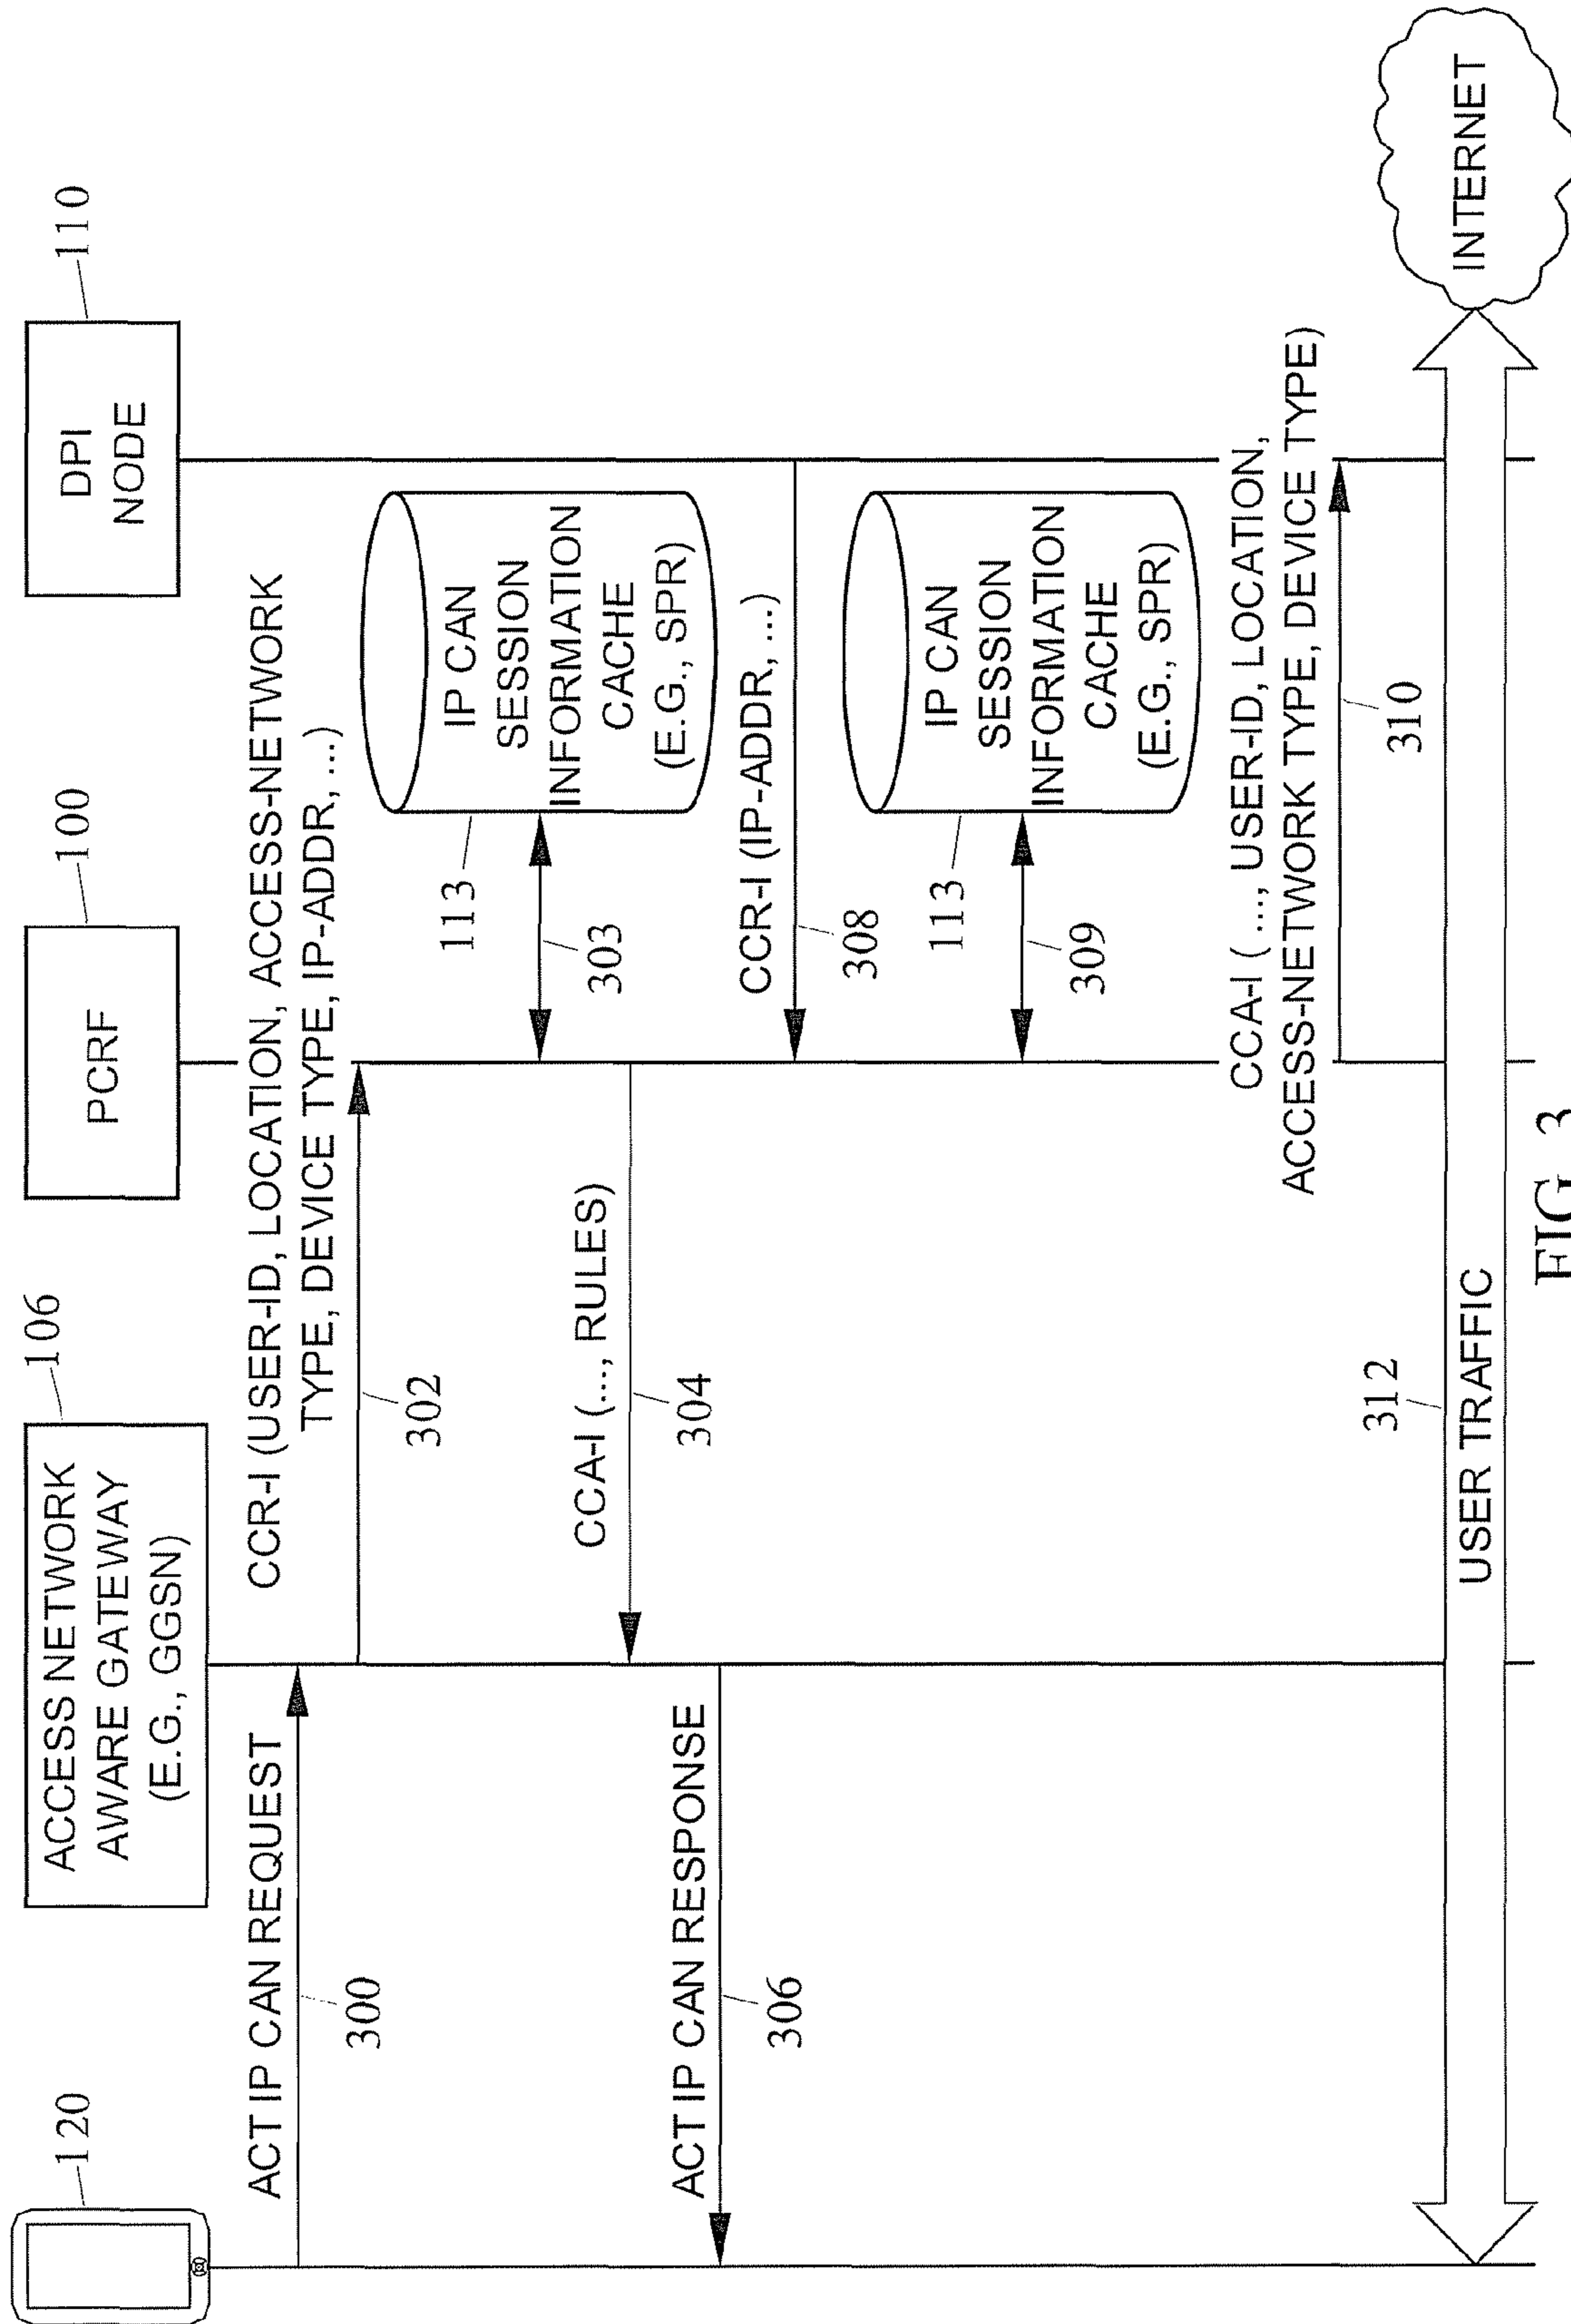 120
ACCESS NETWORK
AWARE GATEWAY
(E.G., GGSN)
106
PCRF
100
DPI
NODE
110
ACT IP CAN REQUEST
300
CCR-I (USER-ID, LOCATION, ACCESS-NETWORK
TYPE, DEVICE TYPE, IP-ADDR, ...)
302
113
IP CAN
SESSION
INFORMATION
CACHE
(E.G., SPR)
303
CCA-I (..., RULES)
304
ACT IP CAN RESPONSE
306
CCR-I (IP-ADDR, ....)
308
113
IP CAN
SESSION
INFORMATION
CACHE
(E.G., SPR)
309
CCA-I ( ...., USER-ID, LOCATION,
ACCESS-NETWORK TYPE, DEVICE TYPE)
310
312
USER TRAFFIC
INTERNET
FIG. 3